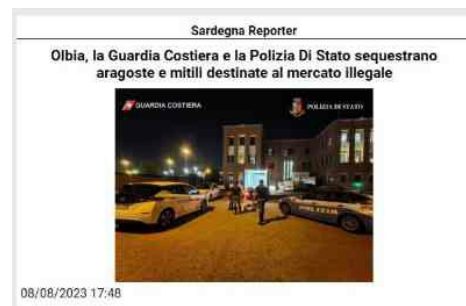 Sardegna Reporter
Olbia, la Guardia Costiera e la Polizia Di Stato sequestrano
aragoste e mitili destinate al mercato illegale
GUARDIA COSTIERA
POLIZIA DI STATO
POLIZIA
08/08/2023 17:48